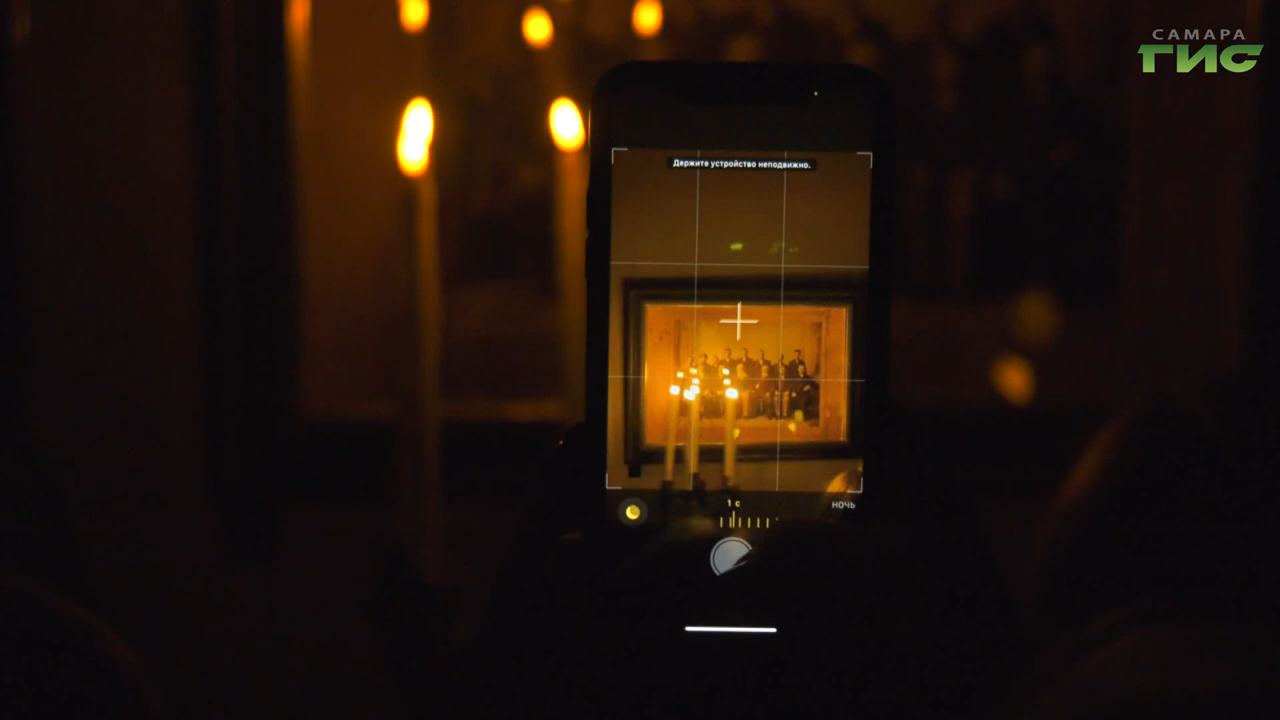 САМАРА
ГИС
Держите устройство неподвижно.
1 с
НОЧЬ